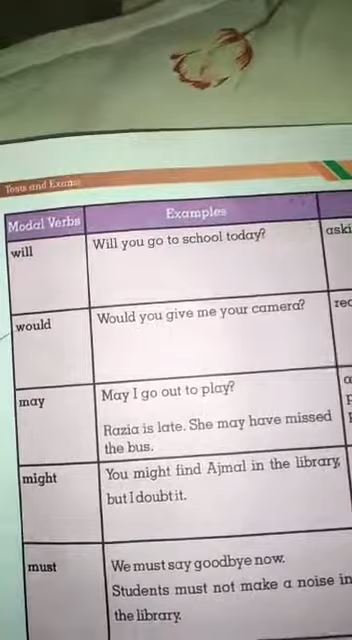 Tests and Exams
Modal Verbs Examples
will Will you go to school today?
would Would you give me your camera?
may May I go out to play?
Razia is late. She may have missed
the bus.
might You might find Ajmal in the library,
but I doubt it.
must We must say goodbye now.
Students must not make a noise in
the library.